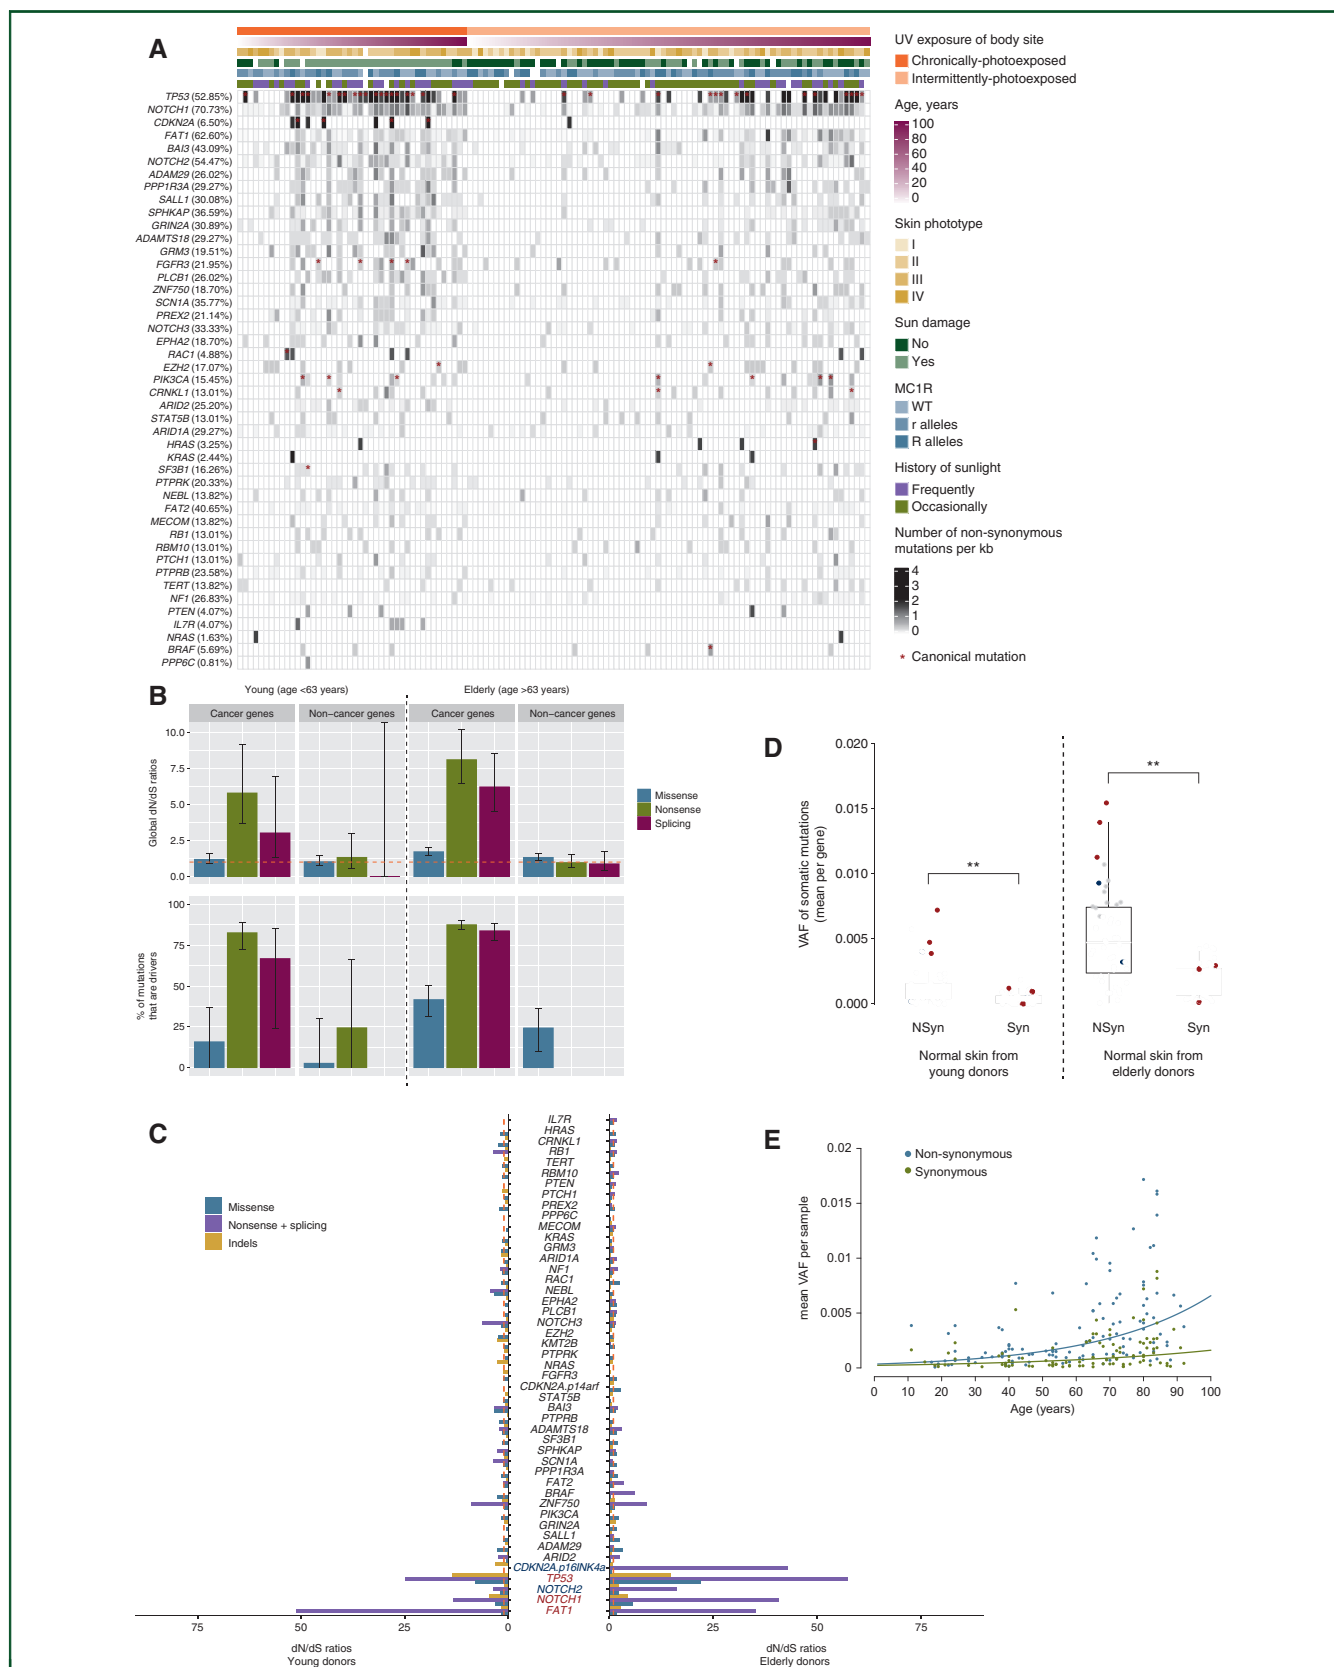 A
UV exposure of body site
Chronically-photoexposed
Intermittently-photoexposed
Age, years
100
80
60
40
20
0
Skin phototype
I
II
III
IV
Sun damage
No
Yes
MC1R
WT
r alleles
R alleles
History of sunlight
Frequently
Occasionally
Number of non-synonymous
mutations per kb
4
3
2
1
0
* Canonical mutation
TP53 (52.85%)
NOTCH1 (70.73%)
CDKN2A (6.50%)
FAT1 (62.60%)
BAI3 (43.09%)
NOTCH2 (54.47%)
ADAM29 (26.02%)
PPP1R3A (29.27%)
SALL1 (30.08%)
SPHKAP (36.59%)
GRIN2A (30.89%)
ADAMTS18 (29.27%)
GRM3 (19.51%)
FGFR3 (21.95%)
PLCB1 (26.02%)
ZNF750 (18.70%)
SCN1A (35.77%)
PREX2 (21.14%)
NOTCH3 (33.33%)
EPHA2 (18.70%)
RAC1 (4.88%)
EZH2 (17.07%)
PIK3CA (15.45%)
CRNKL1 (13.01%)
ARID2 (25.20%)
STAT5B (13.01%)
ARID1A (29.27%)
HRAS (3.25%)
KRAS (2.44%)
SF3B1 (16.26%)
PTPRK (20.33%)
NEBL (13.82%)
FAT2 (40.65%)
MECOM (13.82%)
RB1 (13.01%)
RBM10 (13.01%)
PTCH1 (13.01%)
PTPRB (23.58%)
TERT (13.82%)
NF1 (26.83%)
PTEN (4.07%)
IL7R (4.07%)
NRAS (1.63%)
BRAF (5.69%)
PPP6C (0.81%)
B
Young (age <63 years)
Elderly (age >63 years)
Cancer genes
Non−cancer genes
Cancer genes
Non−cancer genes
Global dN/dS ratios
10.0
7.5
5.0
2.5
0.0
% of mutations
that are drivers
100
75
50
25
0
Missense
Nonsense
Splicing
D
VAF of somatic mutations
(mean per gene)
0.020
0.015
0.010
0.005
0.000
**
**
NSyn
Syn
NSyn
Syn
Normal skin from
young donors
Normal skin from
elderly donors
C
Missense
Nonsense + splicing
Indels
IL7R
HRAS
CRNKL1
RB1
TERT
RBM10
PTEN
PTCH1
PREX2
PPP6C
MECOM
KRAS
GRM3
ARID1A
NF1
RAC1
NEBL
EPHA2
PLCB1
NOTCH3
EZH2
KMT2B
PTPRK
NRAS
FGFR3
CDKN2A.p14arf
STAT5B
BAI3
PTPRB
ADAMTS18
SF3B1
SPHKAP
SCN1A
PPP1R3A
FAT2
BRAF
ZNF750
PIK3CA
GRIN2A
SALL1
ADAM29
ARID2
CDKN2A.p16INK4a
TP53
NOTCH2
NOTCH1
FAT1
75
50
25
0
0
25
50
75
dN/dS ratios
Young donors
dN/dS ratios
Elderly donors
E
Non-synonymous
Synonymous
mean VAF per sample
0.02
0.015
0.01
0.005
0
0
10
20
30
40
50
60
70
80
90
100
Age (years)